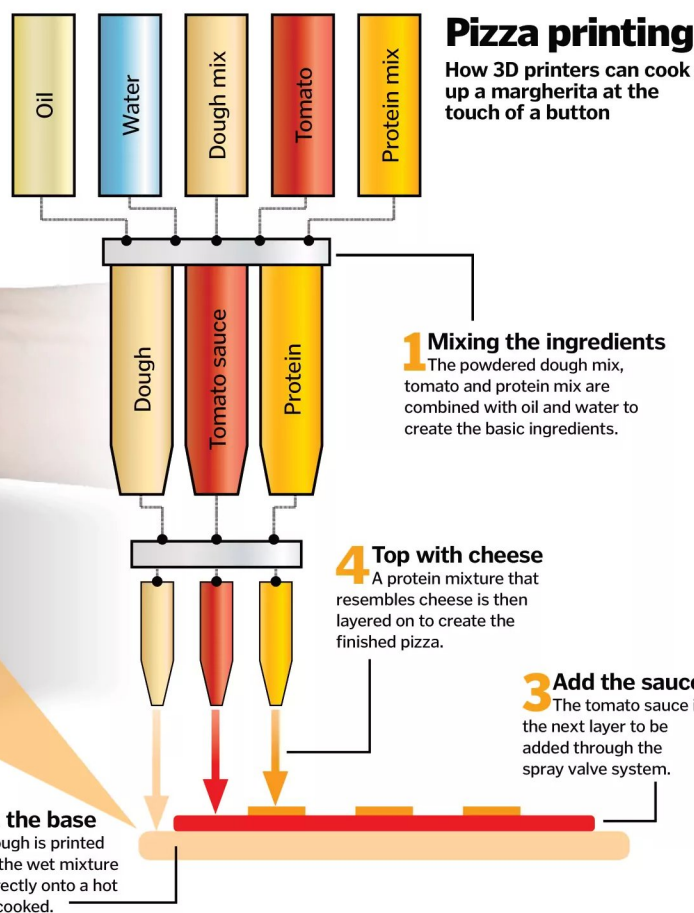 Pizza printing
How 3D printers can cook
up a margherita at the
touch of a button
Oil
Water
Dough mix
Tomato
Protein mix
Dough
Tomato sauce
Protein
1 Mixing the ingredients
The powdered dough mix,
tomato and protein mix are
combined with oil and water to
create the basic ingredients.
4 Top with cheese
A protein mixture that
resembles cheese is then
layered on to create the
finished pizza.
3 Add the sauce
The tomato sauce i
the next layer to be
added through the
spray valve system.
the base
ough is printed
the wet mixture
rectly onto a hot
cooked.